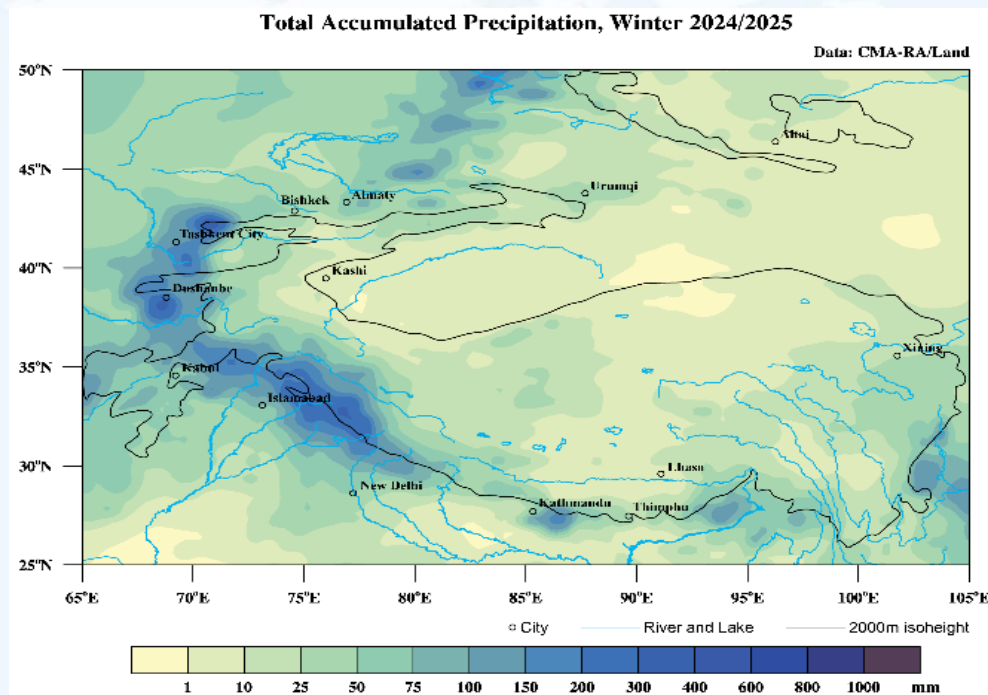 Total Accumulated Precipitation, Winter 2024/2025
Data: CMA-RA/Land
50°N
45°N
40°N
35°N
30°N
25°N
Altai
Urumqi
Bishkek
Almaty
Tashkent City
Kashi
Dushanbe
Xining
Kabul
Islamabad
Lhasa
New Delhi
Kathmandu
Thimphu
65°E 70°E 75°E 80°E 85°E 90°E 95°E 100°E 105°E
City River and Lake 2000m isoheight
1 10 25 50 75 100 150 200 300 400 600 800 1000 mm